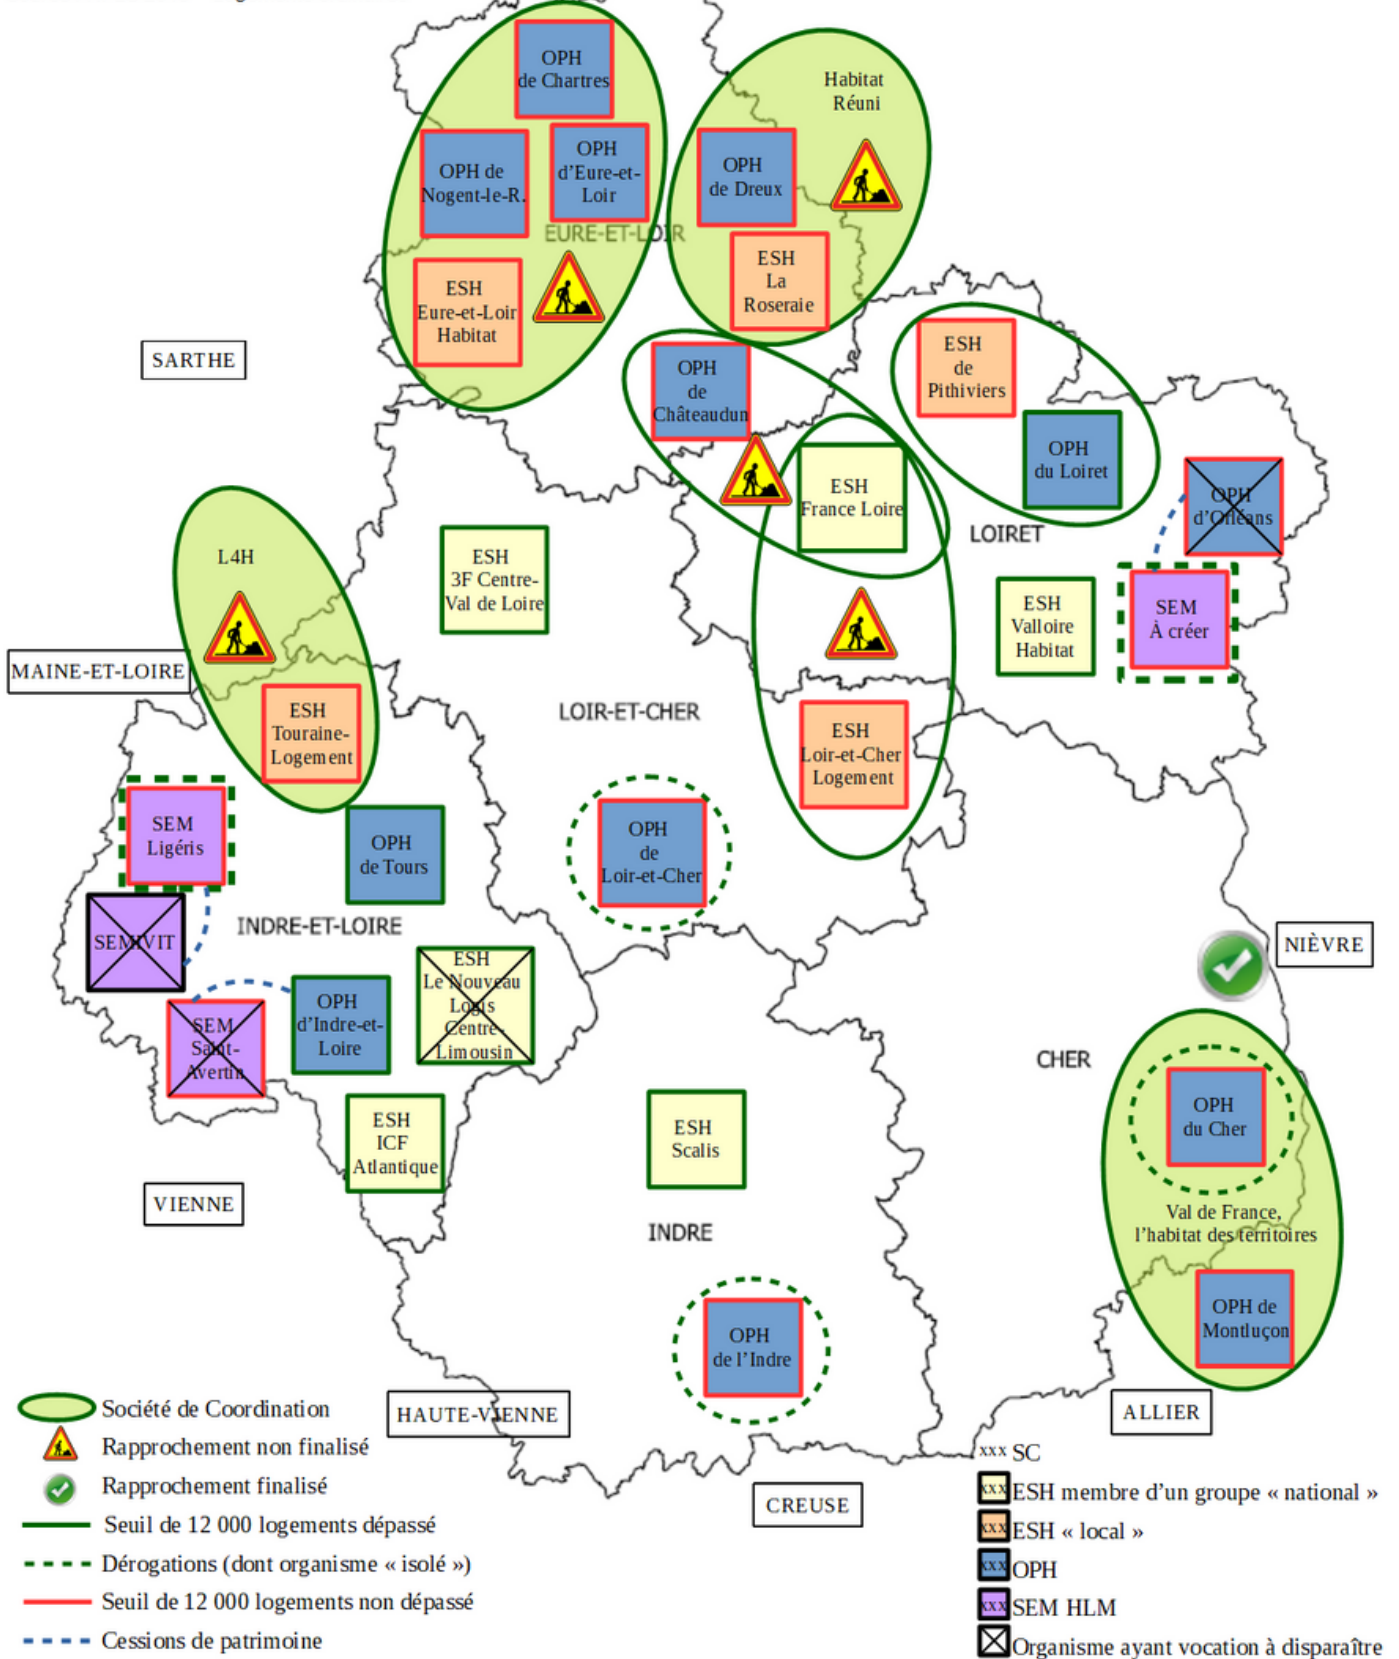 OPH
de Chartres
Habitat
Réuni
OPH de
Nogent-le-R.
OPH
d’Eure-et-
Loir
OPH
de Dreux
EURE-ET-LOIR
ESH
Eure-et-Loir
Habitat
ESH
La
Roseraie
SARTHE
OPH
de
Châteaudun
ESH
de
Pithiviers
OPH
du Loiret
ESH
France Loire
OPH
d’Orléans
LOIRET
L4H
ESH
3F Centre-
Val de Loire
ESH
Valloire
Habitat
SEM
À créer
MAINE-ET-LOIRE
ESH
Touraine-
Logement
LOIR-ET-CHER
ESH
Loir-et-Cher
Logement
SEM
Ligéris
OPH
de Tours
OPH
de
Loir-et-Cher
SEMIVIT
INDRE-ET-LOIRE
NIÈVRE
ESH
Le Nouveau
Logis
Centre-
Limousin
OPH
d’Indre-et-
Loire
SEM
Saint-
Avertin
CHER
OPH
du Cher
ESH
ICF
Atlantique
ESH
Scalis
VIENNE
Val de France,
l’habitat des territoires
INDRE
OPH de
Montluçon
OPH
de l’Indre
HAUTE-VIENNE
ALLIER
CREUSE
Société de Coordination
Rapprochement non finalisé
Rapprochement finalisé
Seuil de 12 000 logements dépassé
Dérogations (dont organisme « isolé »)
Seuil de 12 000 logements non dépassé
Cessions de patrimoine
xxx SC
xxx ESH membre d’un groupe « national »
xxx ESH « local »
xxx OPH
xxx SEM HLM
Organisme ayant vocation à disparaître